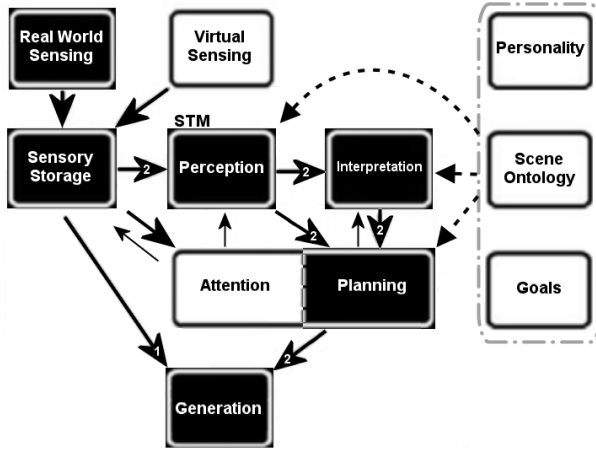 Real World
Sensing
Virtual
Sensing
Personality
STM
Sensory
Storage
2
Perception
2
Interpretation
Scene
Ontology
2
2
Attention
Planning
Goals
1
2
Generation